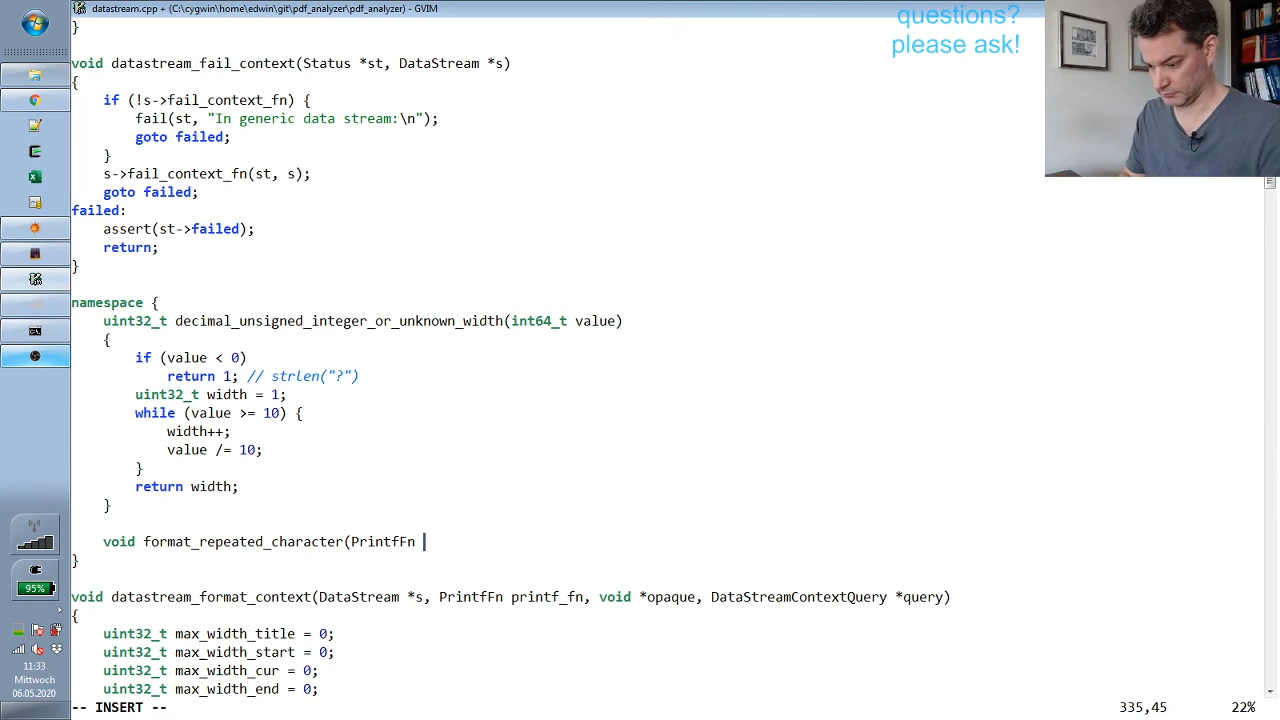 datastream.cpp + (C:\cygwin\home\edwin\git\pdf_analyzer\pdf_analyzer) - GVIM
questions?
please ask!
}
void datastream_fail_context(Status *st, DataStream *s)
{
    if (!s->fail_context_fn) {
        fail(st, "In generic data stream:\n");
        goto failed;
    }
    s->fail_context_fn(st, s);
    goto failed;
failed:
    assert(st->failed);
    return;
}
namespace {
    uint32_t decimal_unsigned_integer_or_unknown_width(int64_t value)
    {
        if (value < 0)
            return 1; // strlen("?")
        uint32_t width = 1;
        while (value >= 10) {
            width++;
            value /= 10;
        }
        return width;
    }
    void format_repeated_character(PrintfFn
}
void datastream_format_context(DataStream *s, PrintfFn printf_fn, void *opaque, DataStreamContextQuery *query)
{
    uint32_t max_width_title = 0;
    uint32_t max_width_start = 0;
    uint32_t max_width_cur = 0;
    uint32_t max_width_end = 0;
-- INSERT --
335,45
22%
95%
11:33
Mittwoch
06.05.2020